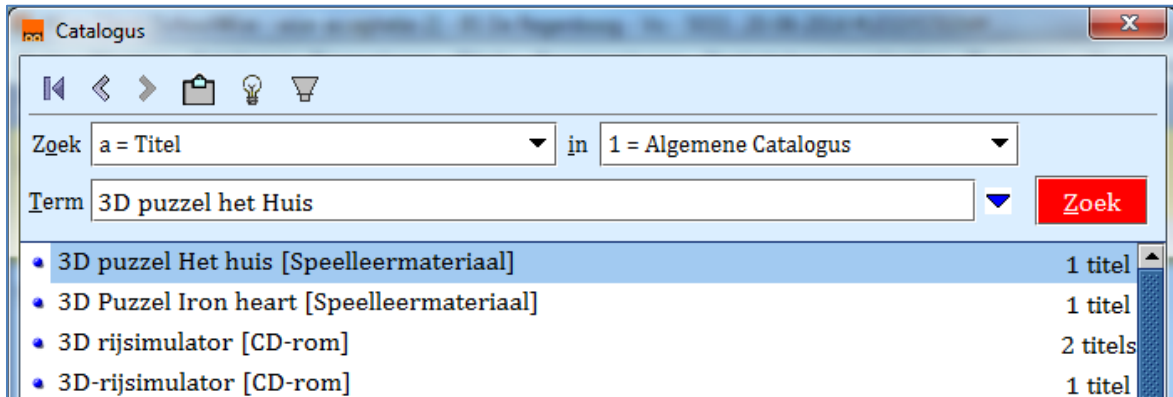 Catalogus
Zoek a = Titel in 1 = Algemene Catalogus
Term 3D puzzel het Huis Zoek
3D puzzel Het huis [Speelleermateriaal] 1 titel
3D Puzzel Iron heart [Speelleermateriaal] 1 titel
3D rijsimulator [CD-rom] 2 titels
3D-rijsimulator [CD-rom] 1 titel